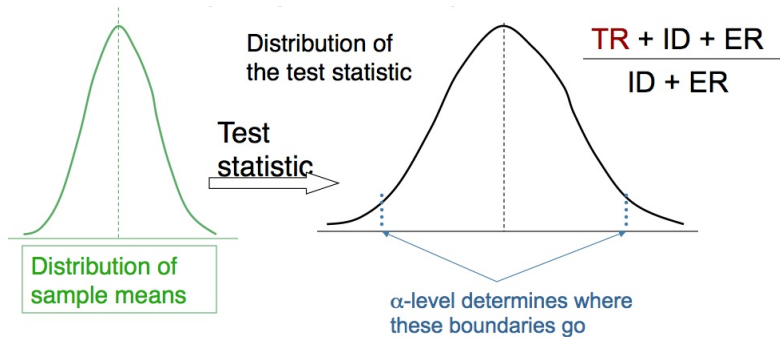 Distribution of
the test statistic
TR + ID + ER
ID + ER
Test
statistic
Distribution of
sample means
α-level determines where
these boundaries go